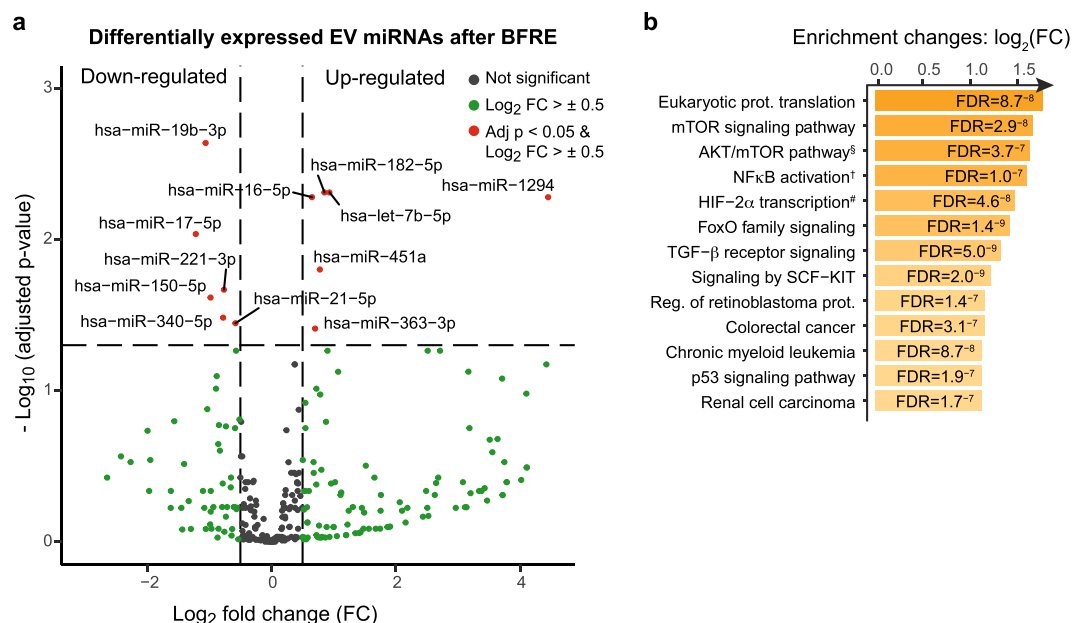 a
Differentially expressed EV miRNAs after BFRE
Down-regulated
Up-regulated
Not significant
Log₂ FC > ± 0.5
Adj p < 0.05 &
Log₂ FC > ± 0.5
hsa−miR−19b−3p
hsa−miR−182−5p
hsa−miR−16−5p
hsa−miR−1294
hsa−let−7b−5p
hsa−miR−17−5p
hsa−miR−221−3p
hsa−miR−451a
hsa−miR−150−5p
hsa−miR−21−5p
hsa−miR−340−5p
hsa−miR−363−3p
- Log₁₀ (adjusted p-value)
3
2
1
0
−2
0
2
4
Log₂ fold change (FC)
b
Enrichment changes: log₂(FC)
0.0 0.5 1.0 1.5
Eukaryotic prot. translation FDR=8.7⁻⁸
mTOR signaling pathway FDR=2.9⁻⁸
AKT/mTOR pathway§ FDR=3.7⁻⁷
NFκB activation† FDR=1.0⁻⁷
HIF−2α transcription# FDR=4.6⁻⁸
FoxO family signaling FDR=1.4⁻⁹
TGF−β receptor signaling FDR=5.0⁻⁹
Signaling by SCF−KIT FDR=2.0⁻⁹
Reg. of retinoblastoma prot. FDR=1.4⁻⁷
Colorectal cancer FDR=3.1⁻⁷
Chronic myeloid leukemia FDR=8.7⁻⁸
p53 signaling pathway FDR=1.9⁻⁷
Renal cell carcinoma FDR=1.7⁻⁷